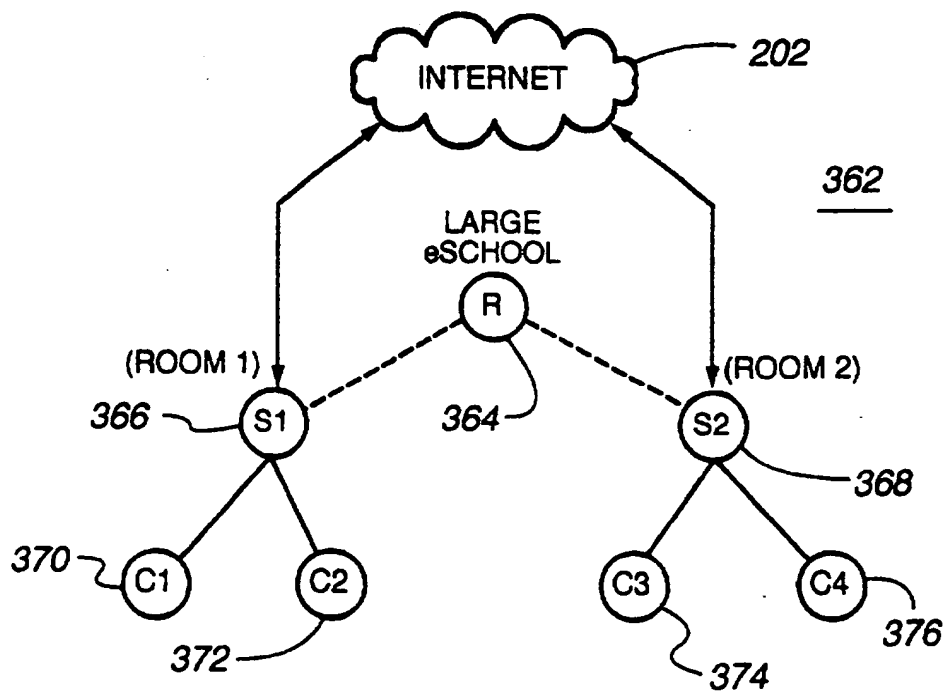 INTERNET
202
362
LARGE
eSCHOOL
R
(ROOM 1)
(ROOM 2)
366
S1
364
S2
368
370
C1
C2
C3
C4
372
374
376